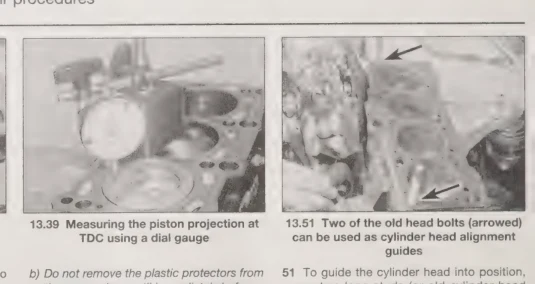 procedures
13.39 Measuring the piston projection at
TDC using a dial gauge
13.51 Two of the old head bolts (arrowed)
can be used as cylinder head alignment
guides
o
b) Do not remove the plastic protectors from
51 To guide the cylinder head into position,